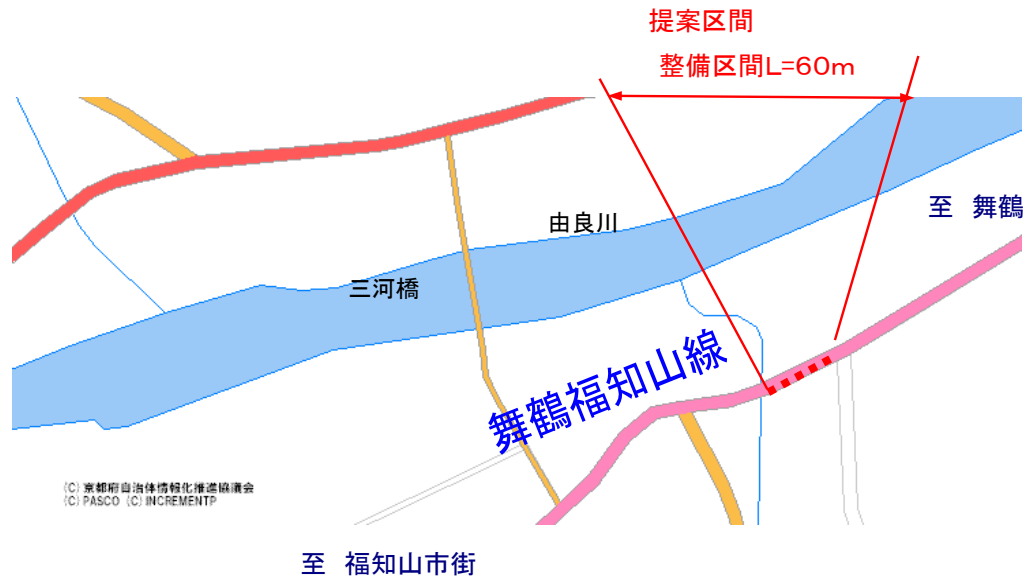 提案区間
整備区間L=60m
至 舞鶴
由良川
三河橋
舞鶴福知山線
(C) 京都府自治体情報化推進協議会
(C) PASCO (C) INCREMENTP
至 福知山市街